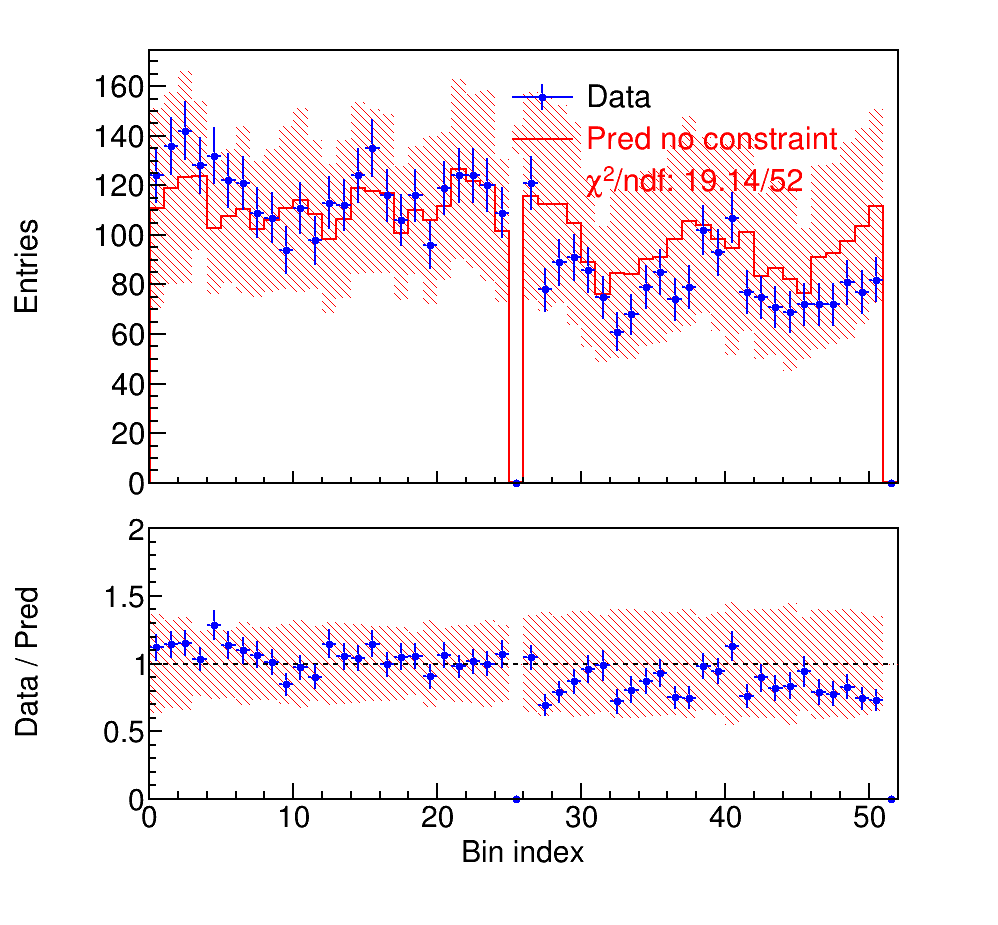 Entries
160
140
120
100
80
60
40
20
0
Data
Pred no constraint
χ²/ndf: 19.14/52
Data / Pred
2
1.5
1
0.5
0
0 10 20 30 40 50
Bin index